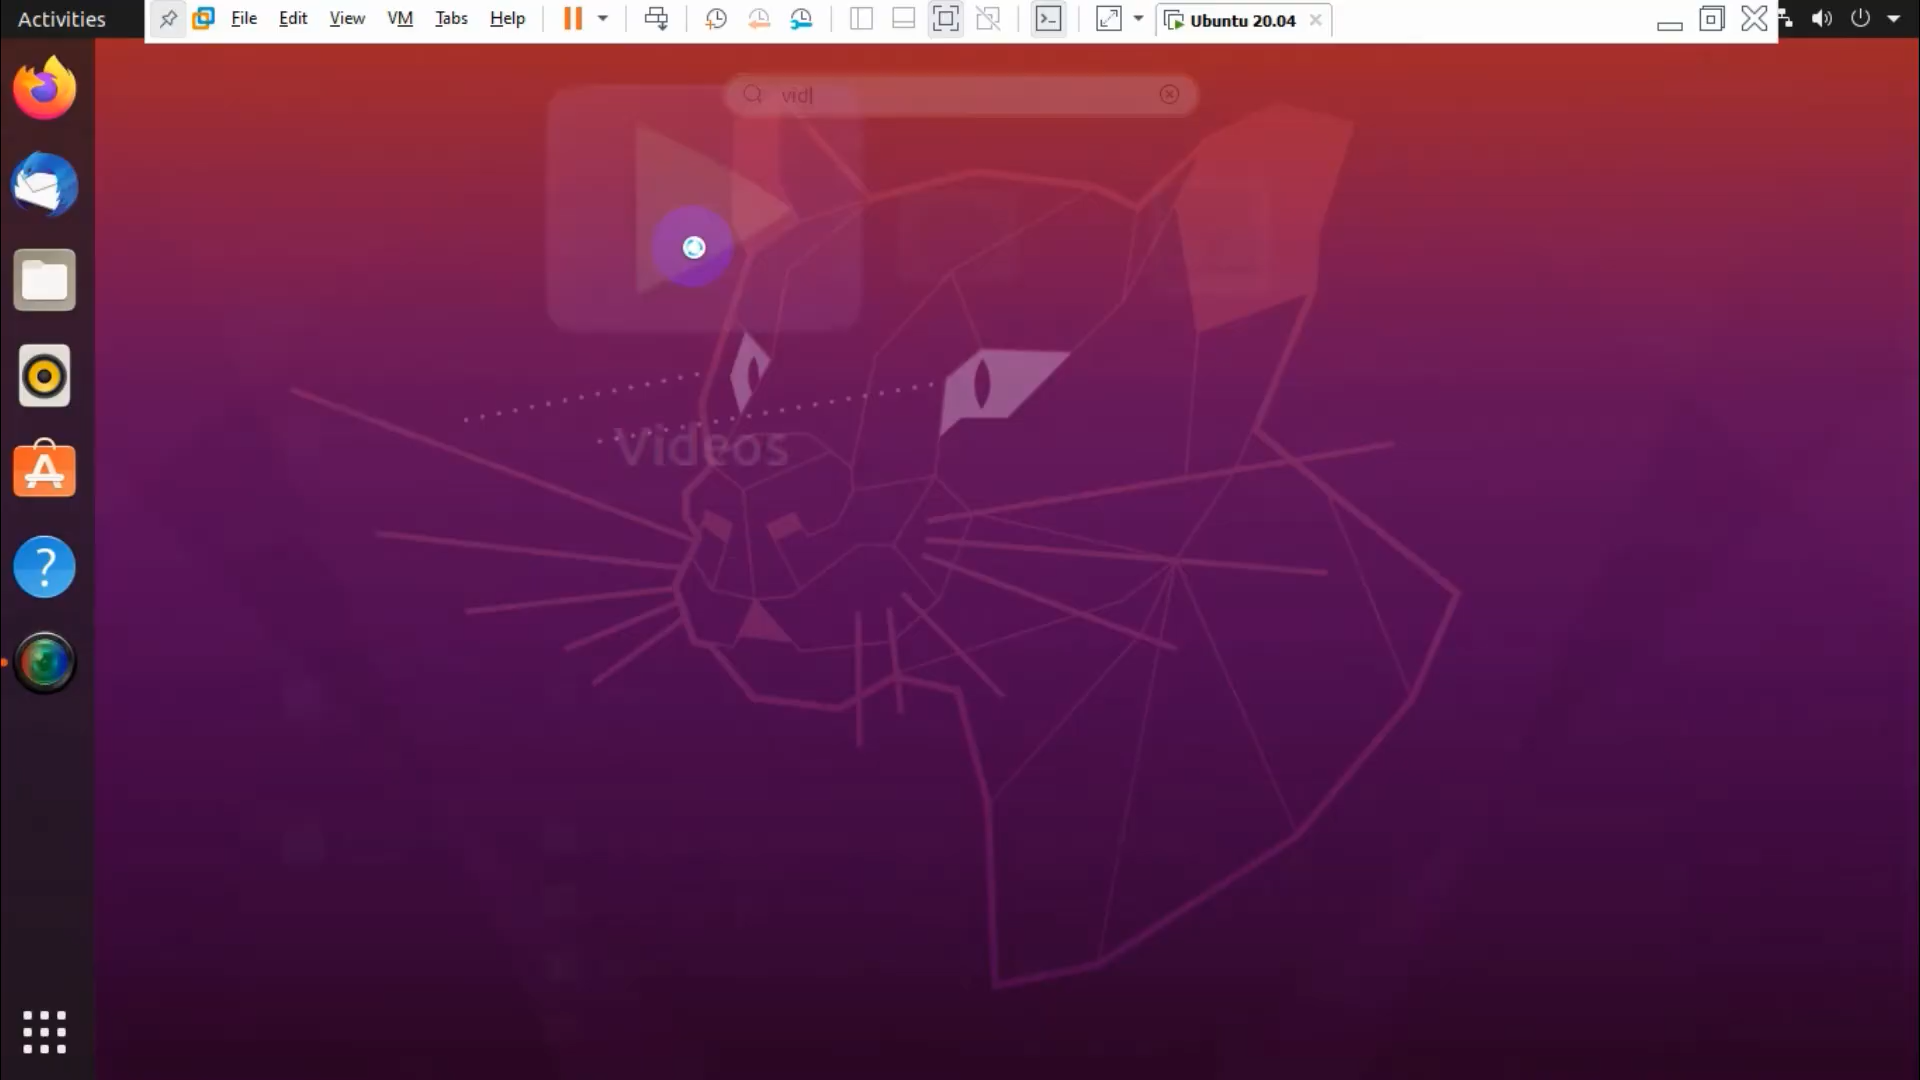 Activities
File Edit View VM Tabs Help
Ubuntu 20.04
vid
Videos
?